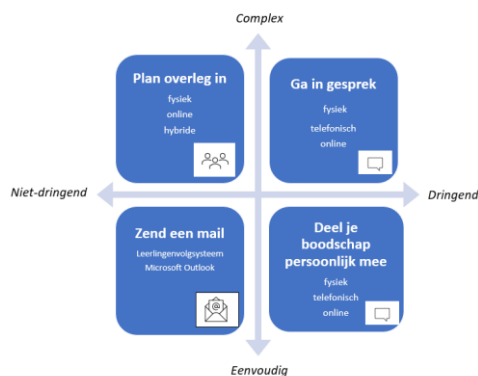 Complex
Plan overleg in
fysiek
online
hybride
Ga in gesprek
fysiek
telefonisch
online
Niet-dringend
Dringend
Zend een mail
Leerlingenvolgsysteem
Microsoft Outlook
Deel je
boodschap
persoonlijk mee
fysiek
telefonisch
online
Eenvoudig